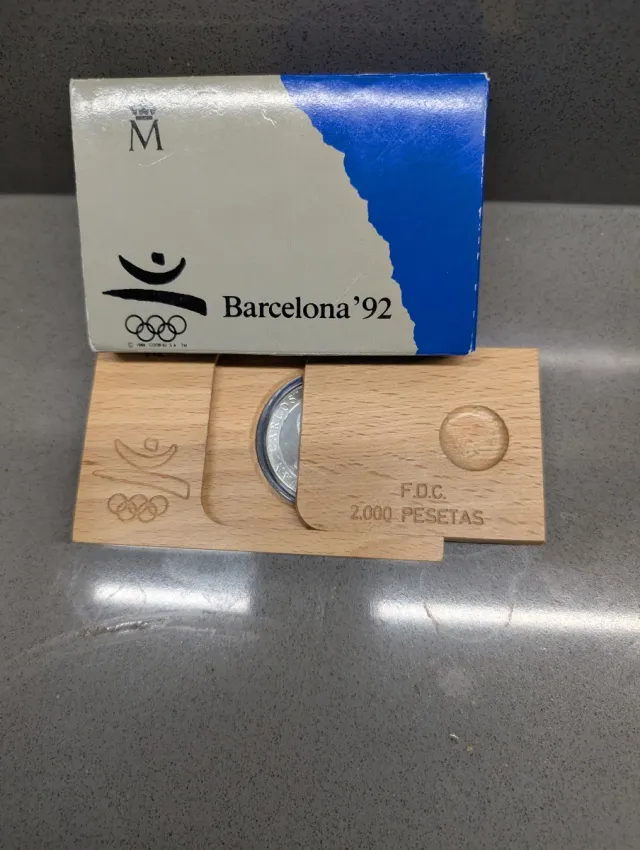 M
Barcelona '92
F.D.C.
2.000 PESETAS